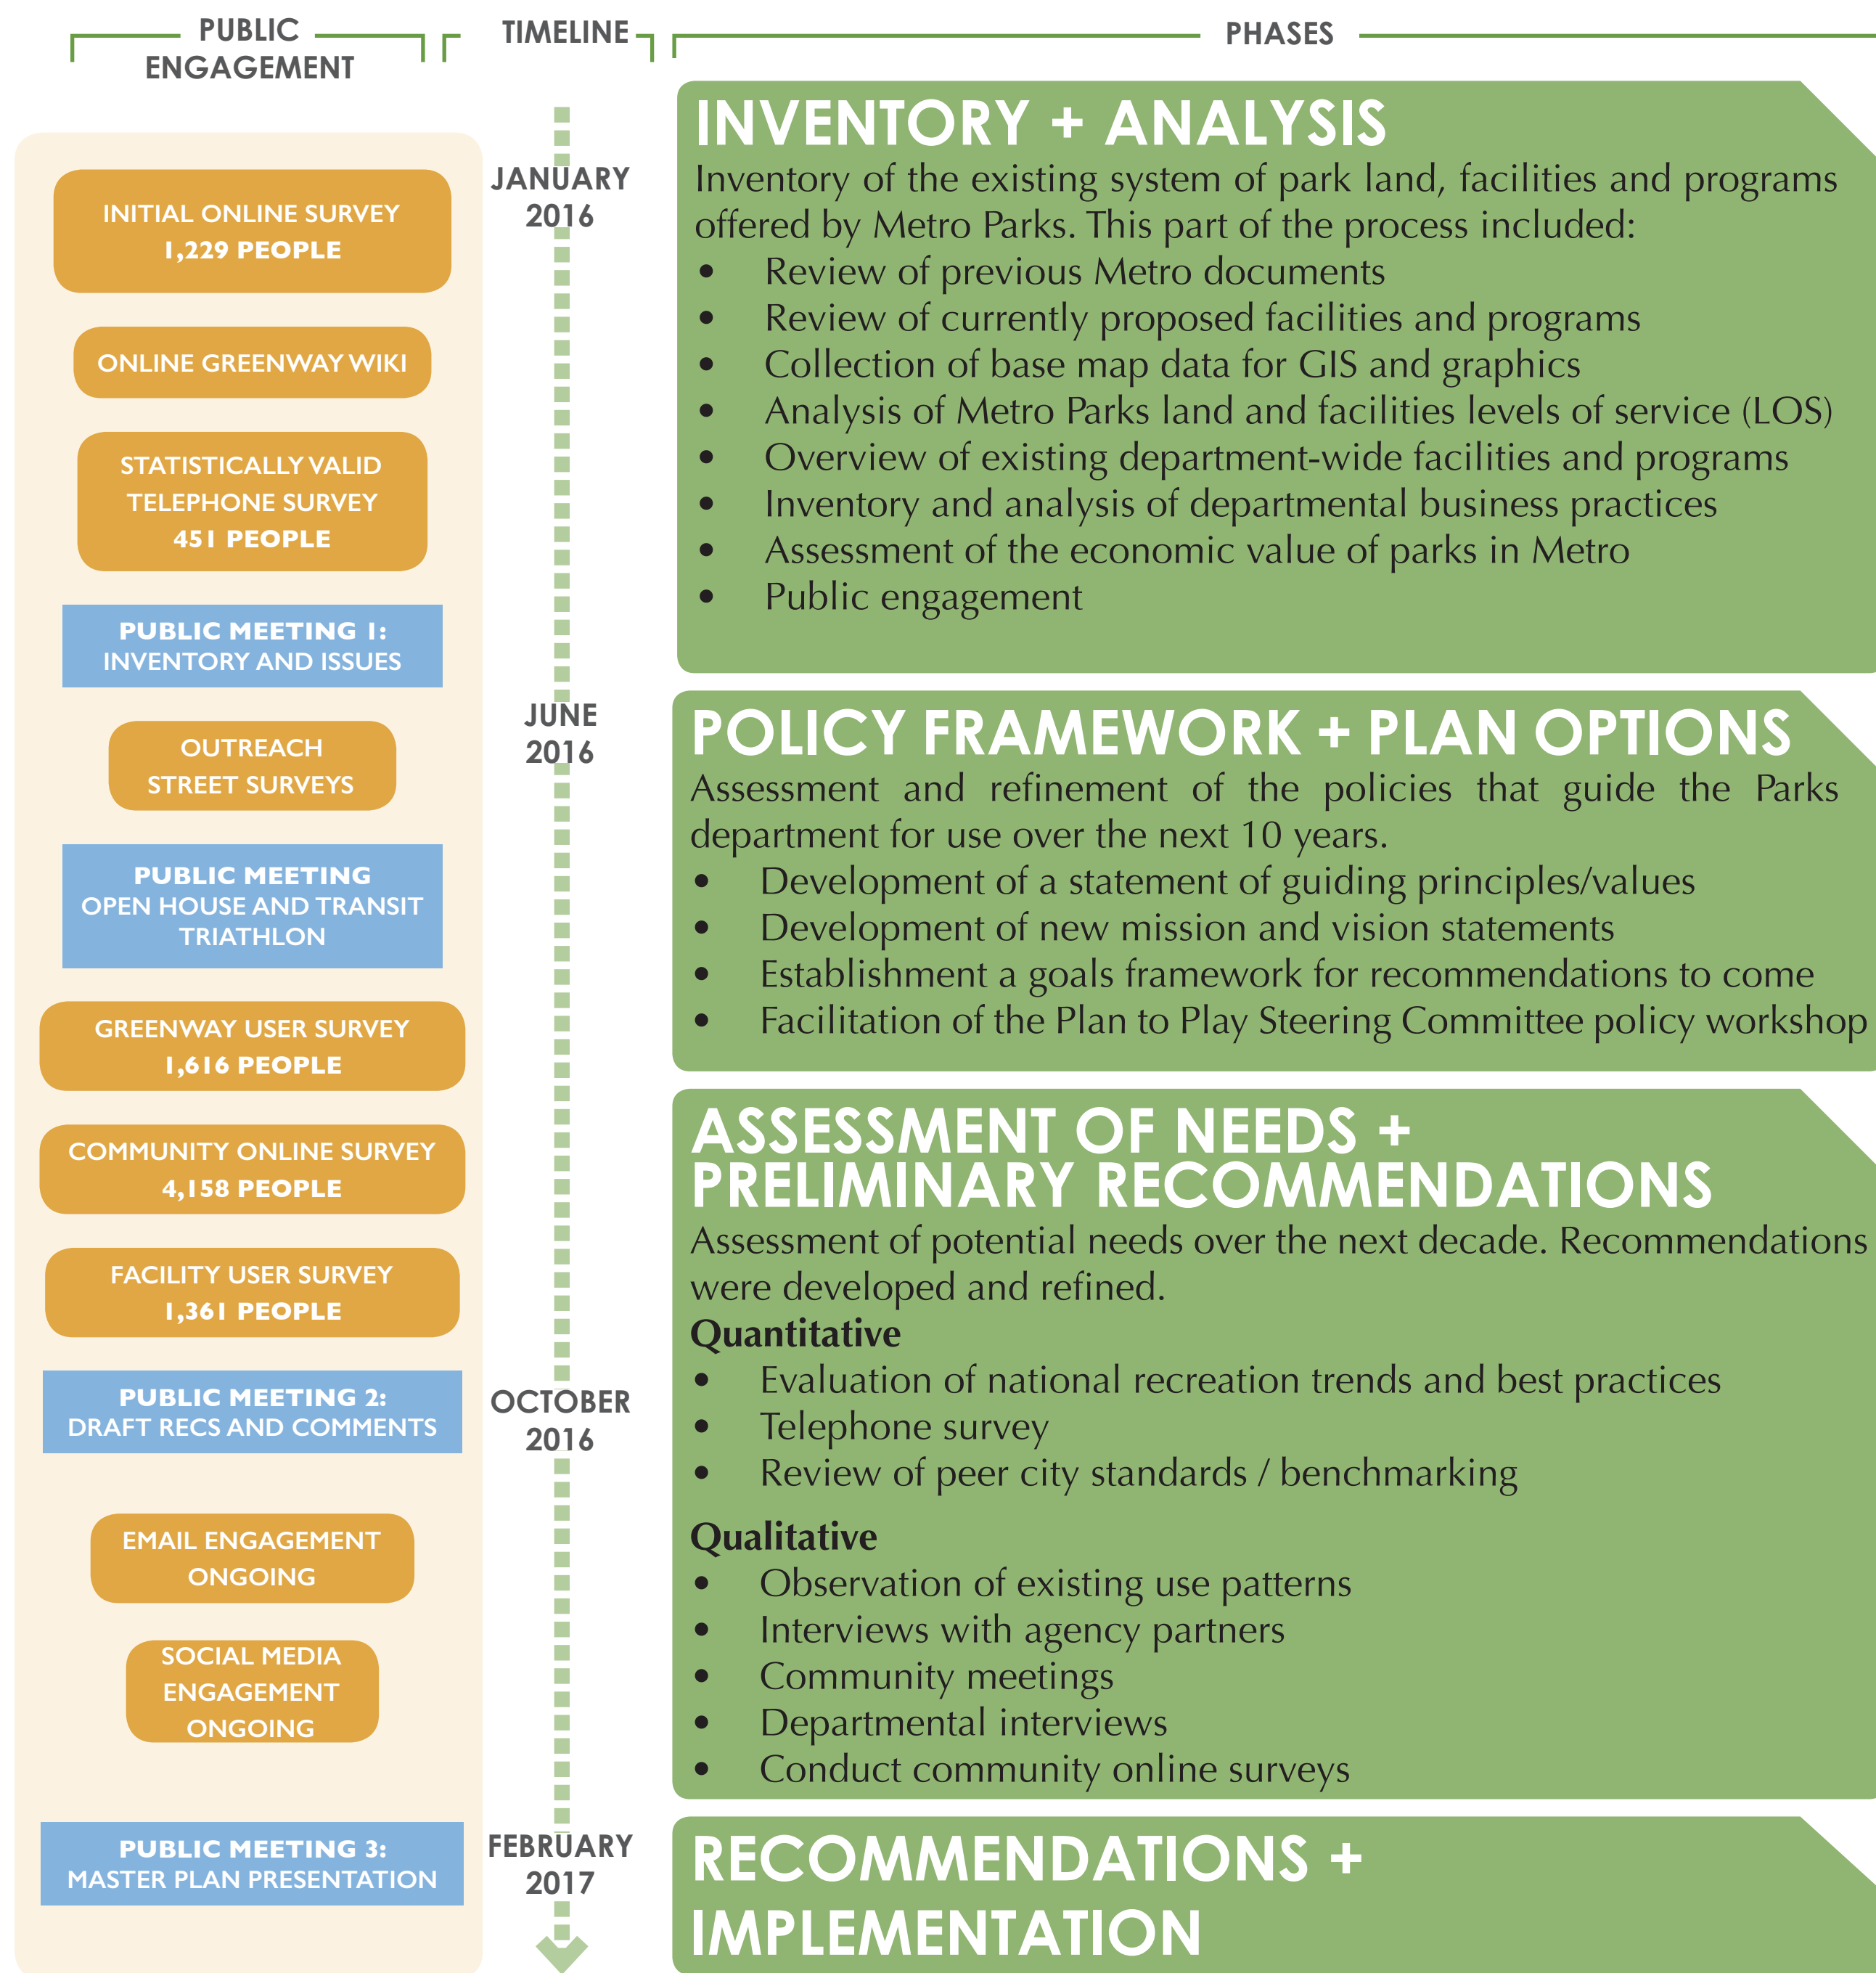 PUBLIC
ENGAGEMENT
TIMELINE
PHASES
INITIAL ONLINE SURVEY
1,229 PEOPLE
ONLINE GREENWAY WIKI
STATISTICALLY VALID
TELEPHONE SURVEY
451 PEOPLE
PUBLIC MEETING 1:
INVENTORY AND ISSUES
OUTREACH
STREET SURVEYS
PUBLIC MEETING
OPEN HOUSE AND TRANSIT
TRIATHLON
GREENWAY USER SURVEY
1,616 PEOPLE
COMMUNITY ONLINE SURVEY
4,158 PEOPLE
FACILITY USER SURVEY
1,361 PEOPLE
PUBLIC MEETING 2:
DRAFT RECS AND COMMENTS
EMAIL ENGAGEMENT
ONGOING
SOCIAL MEDIA
ENGAGEMENT
ONGOING
PUBLIC MEETING 3:
MASTER PLAN PRESENTATION
JANUARY
2016
JUNE
2016
OCTOBER
2016
FEBRUARY
2017
INVENTORY + ANALYSIS
Inventory of the existing system of park land, facilities and programs
offered by Metro Parks. This part of the process included:
• Review of previous Metro documents
• Review of currently proposed facilities and programs
• Collection of base map data for GIS and graphics
• Analysis of Metro Parks land and facilities levels of service (LOS)
• Overview of existing department-wide facilities and programs
• Inventory and analysis of departmental business practices
• Assessment of the economic value of parks in Metro
• Public engagement
POLICY FRAMEWORK + PLAN OPTIONS
Assessment and refinement of the policies that guide the Parks
department for use over the next 10 years.
• Development of a statement of guiding principles/values
• Development of new mission and vision statements
• Establishment a goals framework for recommendations to come
• Facilitation of the Plan to Play Steering Committee policy workshop
ASSESSMENT OF NEEDS +
PRELIMINARY RECOMMENDATIONS
Assessment of potential needs over the next decade. Recommendations
were developed and refined.
Quantitative
• Evaluation of national recreation trends and best practices
• Telephone survey
• Review of peer city standards / benchmarking
Qualitative
• Observation of existing use patterns
• Interviews with agency partners
• Community meetings
• Departmental interviews
• Conduct community online surveys
RECOMMENDATIONS +
IMPLEMENTATION